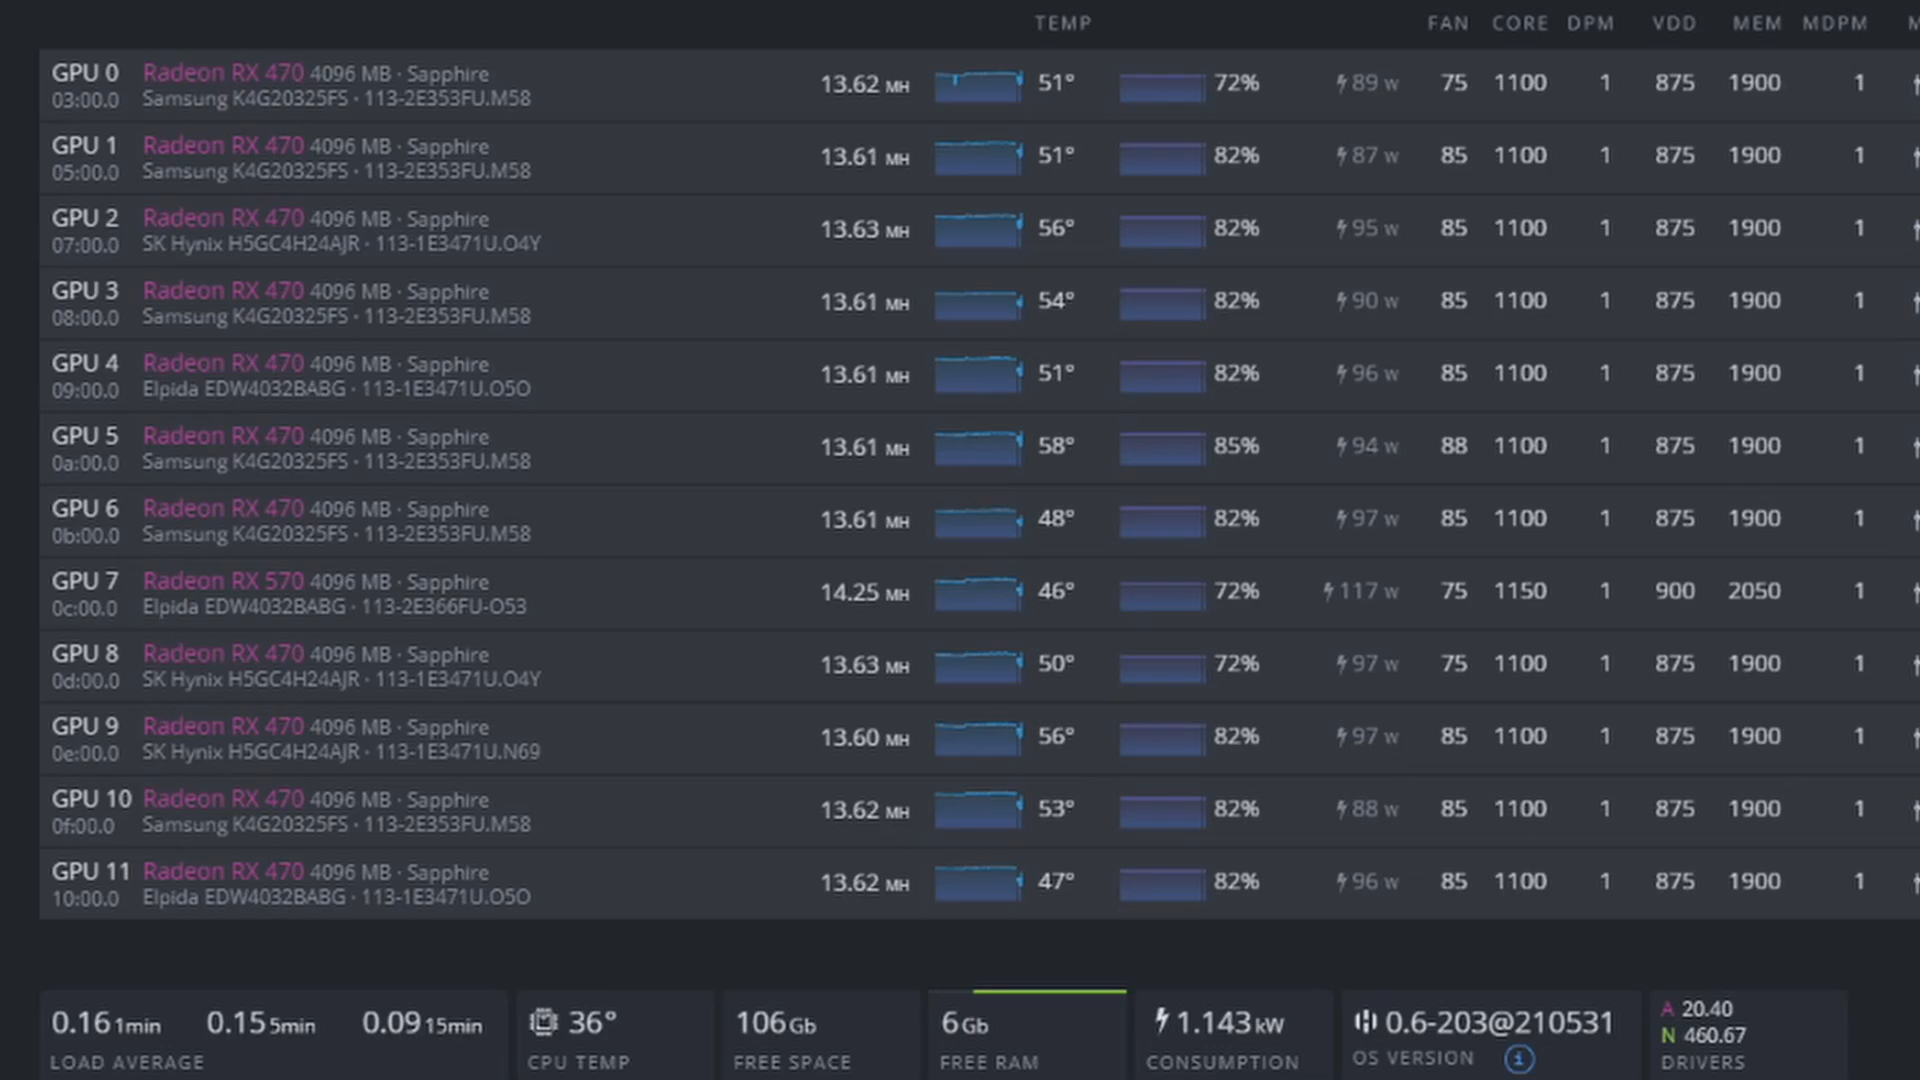 TEMP FAN CORE DPM VDD MEM MDPM
GPU 0 Radeon RX 470 4096 MB · Sapphire 13.62 MH 51° 72% 89 W 75 1100 1 875 1900 1
03:00.0 Samsung K4G20325FS · 113-2E353FU.M58
GPU 1 Radeon RX 470 4096 MB · Sapphire 13.61 MH 51° 82% 87 W 85 1100 1 875 1900 1
05:00.0 Samsung K4G20325FS · 113-2E353FU.M58
GPU 2 Radeon RX 470 4096 MB · Sapphire 13.63 MH 56° 82% 95 W 85 1100 1 875 1900 1
07:00.0 SK Hynix H5GC4H24AJR · 113-1E3471U.O4Y
GPU 3 Radeon RX 470 4096 MB · Sapphire 13.61 MH 54° 82% 90 W 85 1100 1 875 1900 1
08:00.0 Samsung K4G20325FS · 113-2E353FU.M58
GPU 4 Radeon RX 470 4096 MB · Sapphire 13.61 MH 51° 82% 96 W 85 1100 1 875 1900 1
09:00.0 Elpida EDW4032BABG · 113-1E3471U.O5O
GPU 5 Radeon RX 470 4096 MB · Sapphire 13.61 MH 58° 85% 94 W 88 1100 1 875 1900 1
0a:00.0 Samsung K4G20325FS · 113-2E353FU.M58
GPU 6 Radeon RX 470 4096 MB · Sapphire 13.61 MH 48° 82% 97 W 85 1100 1 875 1900 1
0b:00.0 Samsung K4G20325FS · 113-2E353FU.M58
GPU 7 Radeon RX 570 4096 MB · Sapphire 14.25 MH 46° 72% 117 W 75 1150 1 900 2050 1
0c:00.0 Elpida EDW4032BABG · 113-2E366FU-O53
GPU 8 Radeon RX 470 4096 MB · Sapphire 13.63 MH 50° 72% 97 W 75 1100 1 875 1900 1
0d:00.0 SK Hynix H5GC4H24AJR · 113-1E3471U.O4Y
GPU 9 Radeon RX 470 4096 MB · Sapphire 13.60 MH 56° 82% 97 W 85 1100 1 875 1900 1
0e:00.0 SK Hynix H5GC4H24AJR · 113-1E3471U.N69
GPU 10 Radeon RX 470 4096 MB · Sapphire 13.62 MH 53° 82% 88 W 85 1100 1 875 1900 1
0f:00.0 Samsung K4G20325FS · 113-2E353FU.M58
GPU 11 Radeon RX 470 4096 MB · Sapphire 13.62 MH 47° 82% 96 W 85 1100 1 875 1900 1
10:00.0 Elpida EDW4032BABG · 113-1E3471U.O5O
0.16 1min 0.15 5min 0.09 15min
LOAD AVERAGE
36°
CPU TEMP
106 Gb
FREE SPACE
6 Gb
FREE RAM
1.143 kW
CONSUMPTION
0.6-203@210531
OS VERSION
A 20.40
N 460.67
DRIVERS